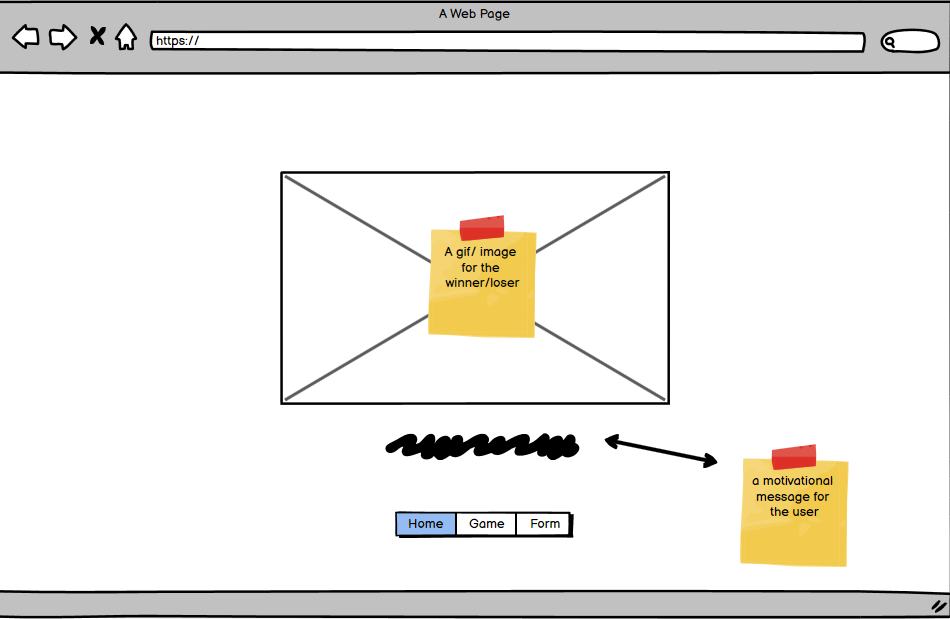 A Web Page
https://
A gif/ image
for the
winner/loser
a motivational
message for
the user
Home Game Form